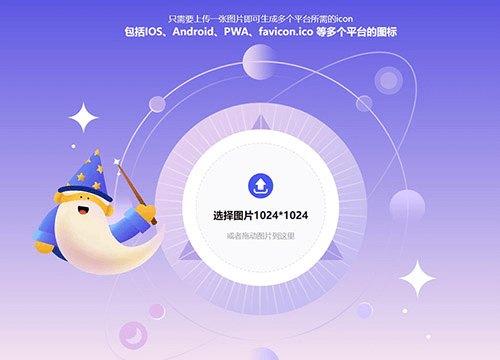 只需要上传一张图片即可生成多个平台所需的icon
包括IOS、Android、PWA、favicon.ico 等多个平台的图标
选择图片1024*1024
或者拖动图片到这里